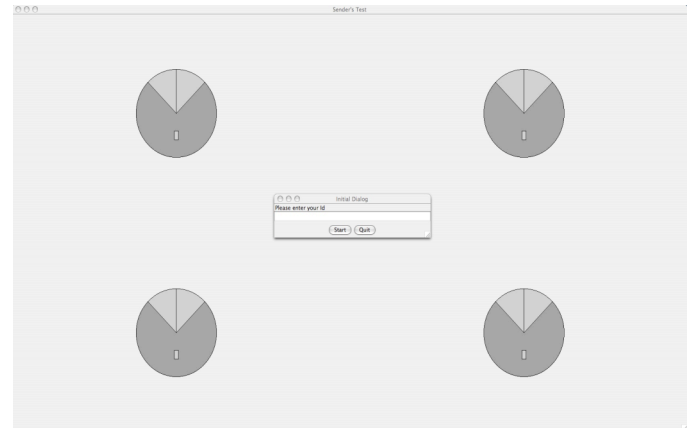 Sender's Test
Initial Dialog
Please enter your Id
Start Quit